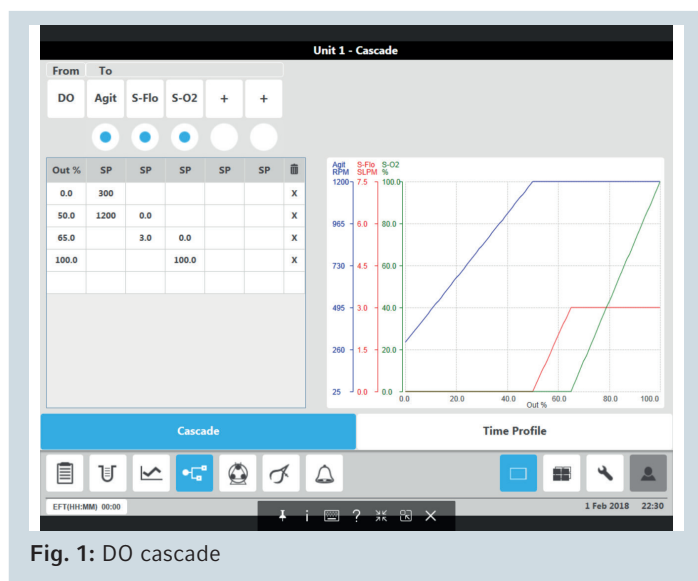 Unit 1 - Cascade
From To
DO Agit S-Flo S-O2 + +
Out % SP SP SP SP SP
0.0 300 X
50.0 1200 0.0 X
65.0 3.0 0.0 X
100.0 100.0 X
Agit S-Flo S-O2
RPM SLPM %
1200 7.5 100.0
965 6.0 80.0
730 4.5 60.0
495 3.0 40.0
260 1.5 20.0
25 0.0 0.0
0.0 20.0 40.0 60.0 80.0 100.0
Out %
Cascade Time Profile
EFT(HH:MM) 00:00 1 Feb 2018 22:30
Fig. 1: DO cascade